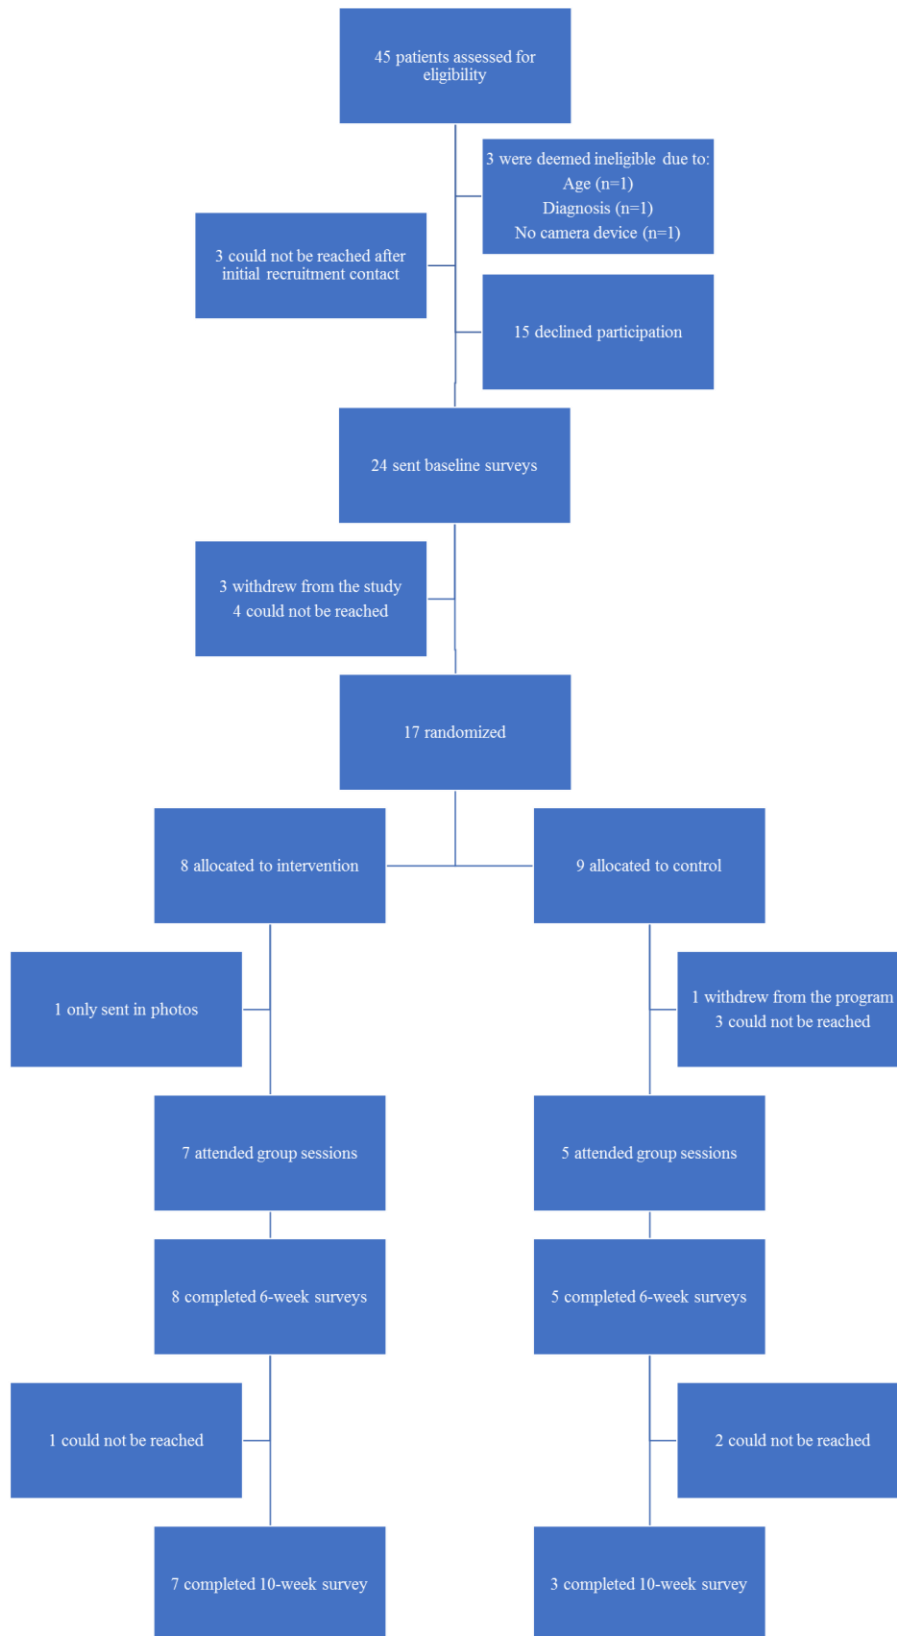 45 patients assessed for
eligibility
3 were deemed ineligible due to:
Age (n=1)
Diagnosis (n=1)
No camera device (n=1)
3 could not be reached after
initial recruitment contact
15 declined participation
24 sent baseline surveys
3 withdrew from the study
4 could not be reached
17 randomized
8 allocated to intervention
9 allocated to control
1 only sent in photos
1 withdrew from the program
3 could not be reached
7 attended group sessions
5 attended group sessions
8 completed 6-week surveys
5 completed 6-week surveys
1 could not be reached
2 could not be reached
7 completed 10-week survey
3 completed 10-week survey